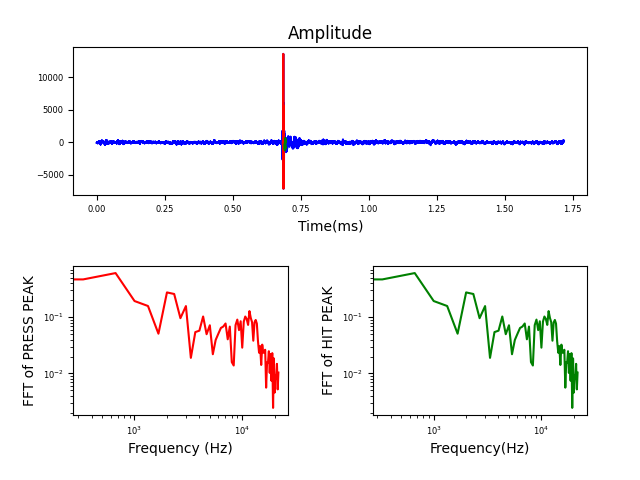 Amplitude
10000
5000
0
−5000
0.00 0.25 0.50 0.75 1.00 1.25 1.50 1.75
Time(ms)
FFT of PRESS PEAK
10⁻¹
10⁻²
10³ 10⁴
Frequency (Hz)
FFT of HIT PEAK
10⁻¹
10⁻²
10³ 10⁴
Frequency(Hz)